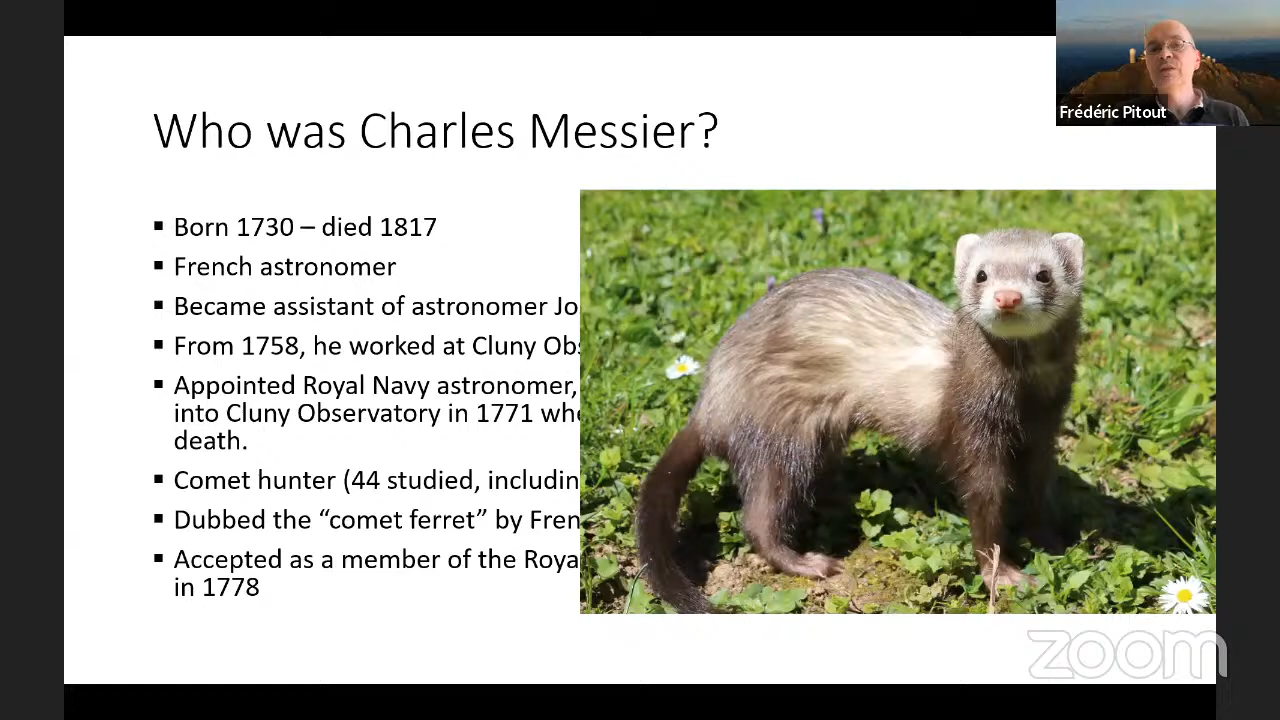 Frédéric Pitout
Who was Charles Messier?
▪ Born 1730 – died 1817
▪ French astronomer
▪ Became assistant of astronomer Jo
▪ From 1758, he worked at Cluny Obs
▪ Appointed Royal Navy astronomer,
into Cluny Observatory in 1771 whe
death.
▪ Comet hunter (44 studied, includin
▪ Dubbed the “comet ferret” by Fren
▪ Accepted as a member of the Roya
in 1778
zoom